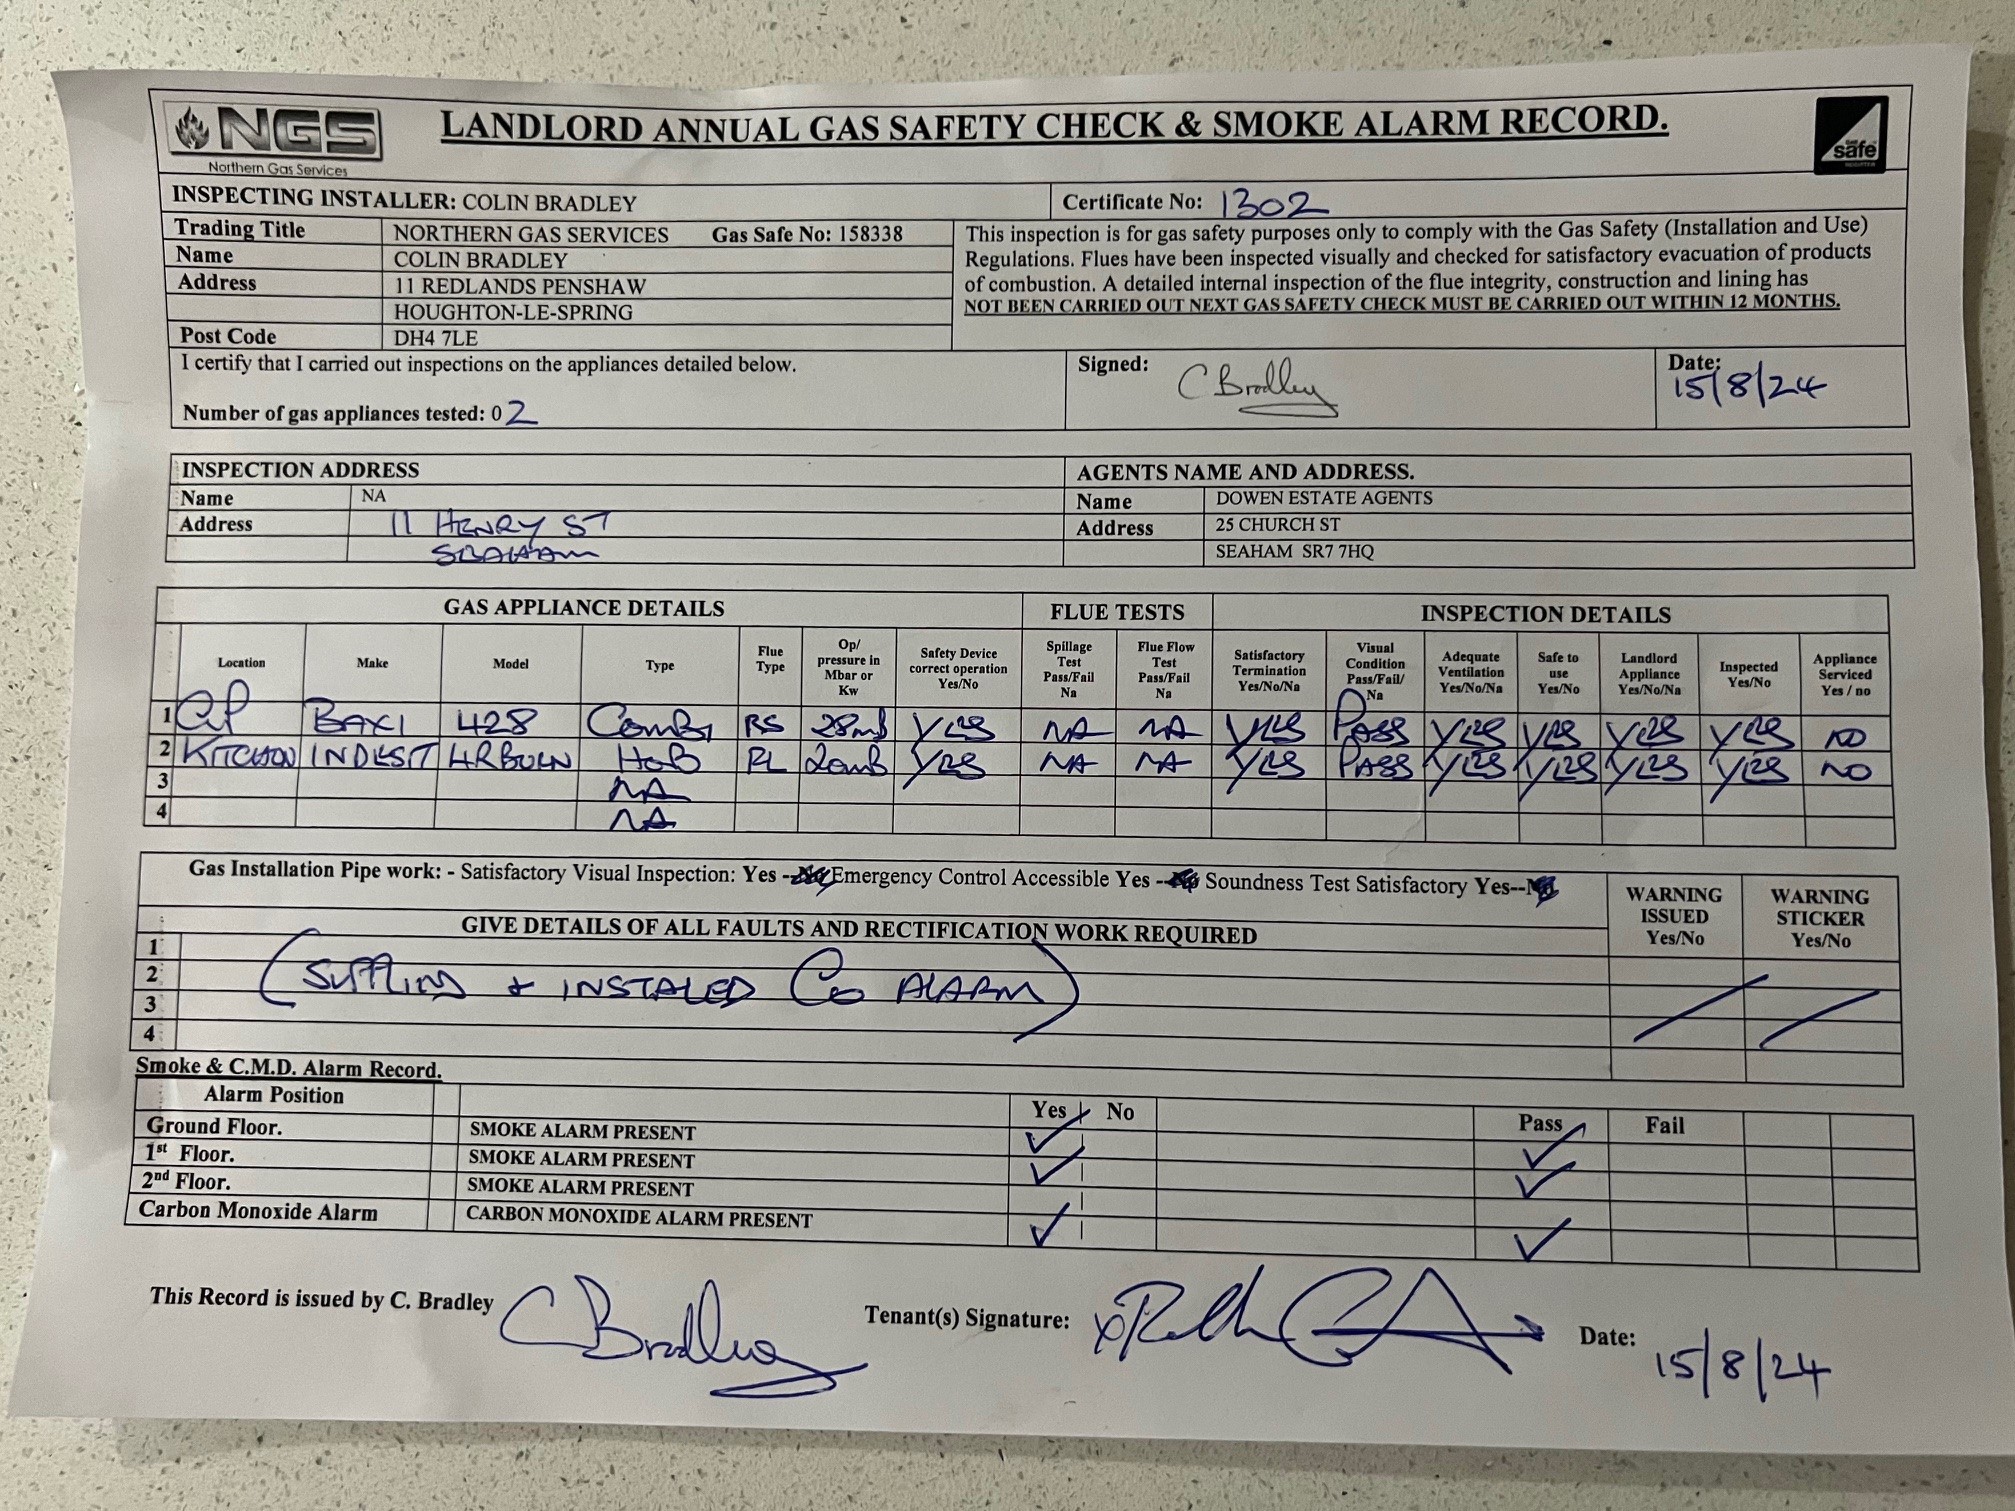 NGS
Northern Gas Services
LANDLORD ANNUAL GAS SAFETY CHECK & SMOKE ALARM RECORD.
safe
INSPECTING INSTALLER: COLIN BRADLEY
Certificate No: 1302
Trading Title NORTHERN GAS SERVICES Gas Safe No: 158338
Name COLIN BRADLEY
Address 11 REDLANDS PENSHAW
HOUGHTON-LE-SPRING
Post Code DH4 7LE
This inspection is for gas safety purposes only to comply with the Gas Safety (Installation and Use)
Regulations. Flues have been inspected visually and checked for satisfactory evacuation of products
of combustion. A detailed internal inspection of the flue integrity, construction and lining has
NOT BEEN CARRIED OUT NEXT GAS SAFETY CHECK MUST BE CARRIED OUT WITHIN 12 MONTHS.
I certify that I carried out inspections on the appliances detailed below.
Number of gas appliances tested: 02
Signed: C Bradley
Date: 15/8/24
INSPECTION ADDRESS
Name NA
Address 11 HENRY ST
SEAHAM
AGENTS NAME AND ADDRESS.
Name DOWEN ESTATE AGENTS
Address 25 CHURCH ST
SEAHAM SR7 7HQ
GAS APPLIANCE DETAILS FLUE TESTS INSPECTION DETAILS
Location
Make
Model
Type
Flue
Type
Op/
pressure in
Mbar or
Kw
Safety Device
correct operation
Yes/No
Spillage
Test
Pass/Fail
Na
Flue Flow
Test
Pass/Fail
Na
Satisfactory
Termination
Yes/No/Na
Visual
Condition
Pass/Fail/
Na
Adequate
Ventilation
Yes/No/Na
Safe to
use
Yes/No
Landlord
Appliance
Yes/No/Na
Inspected
Yes/No
Appliance
Serviced
Yes / no
1 BAXI 428 COMBI RS 28mB YES NA NA YES PASS YES YES YES YES NO
2 KITCHEN INDESIT 4RBURN HOB FL 20mB YES NA NA YES PASS YES YES YES YES NO
3 NA
4 NA
Gas Installation Pipe work: - Satisfactory Visual Inspection: Yes - Emergency Control Accessible Yes -- Soundness Test Satisfactory Yes--No
WARNING
ISSUED
Yes/No
WARNING
STICKER
Yes/No
GIVE DETAILS OF ALL FAULTS AND RECTIFICATION WORK REQUIRED
1
2 (SUPPLIED + INSTALED CO ALARM)
3
4
Smoke & C.M.D. Alarm Record.
Alarm Position Yes No Pass Fail
Ground Floor. SMOKE ALARM PRESENT ✓ ✓
1st Floor. SMOKE ALARM PRESENT ✓ ✓
2nd Floor. SMOKE ALARM PRESENT
Carbon Monoxide Alarm CARBON MONOXIDE ALARM PRESENT ✓ ✓
This Record is issued by C. Bradley C Bradley
Tenant(s) Signature:
Date: 15/8/24